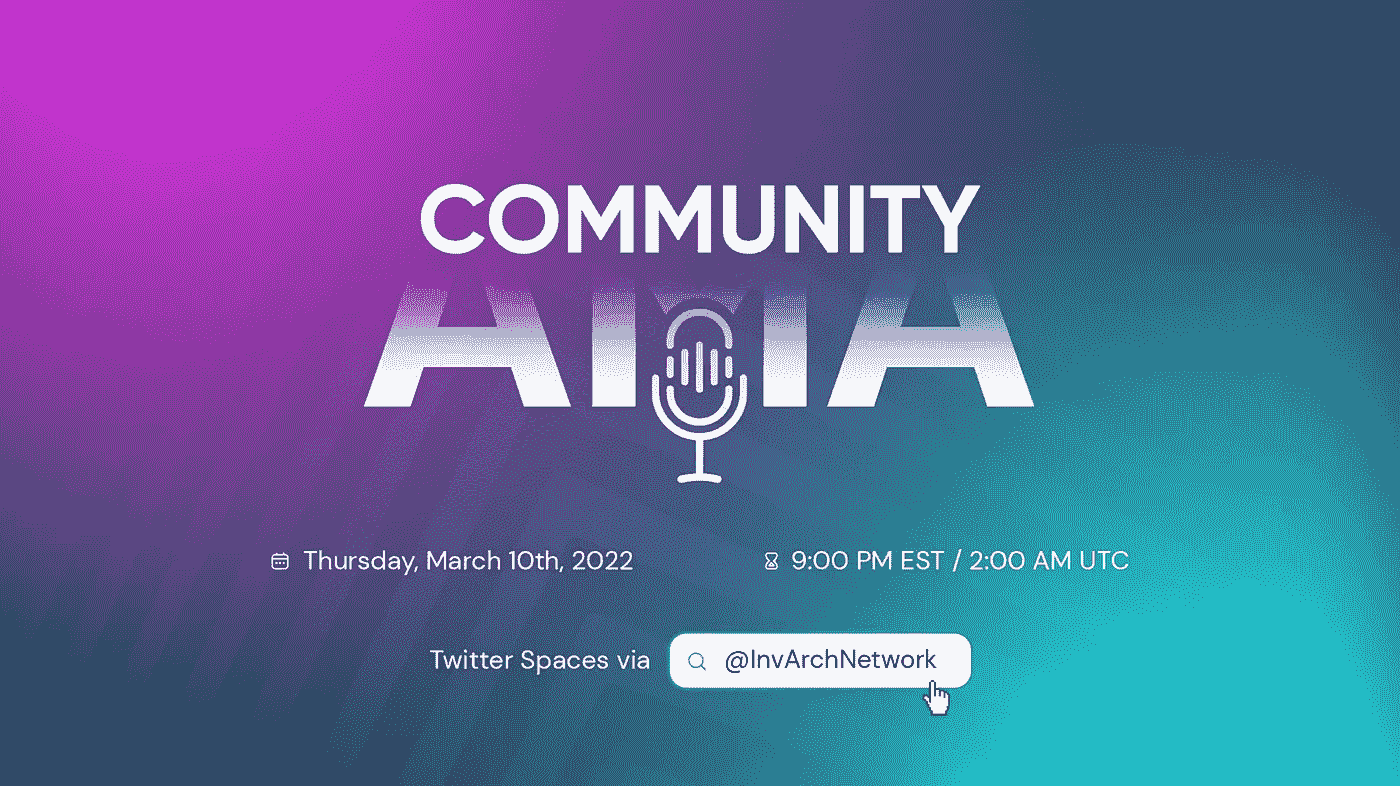 COMMUNITY
AMA
Thursday, March 10th, 2022
9:00 PM EST / 2:00 AM UTC
Twitter Spaces via
@InvArchNetwork